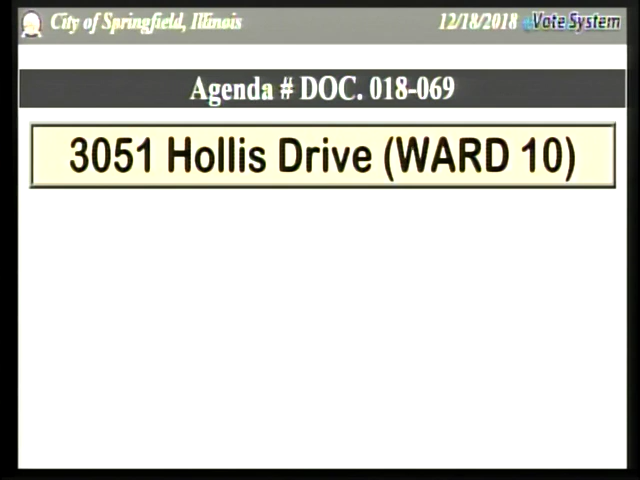 City of Springfield, Illinois 12/18/2018 Vote System
Agenda # DOC. 018-069
3051 Hollis Drive (WARD 10)